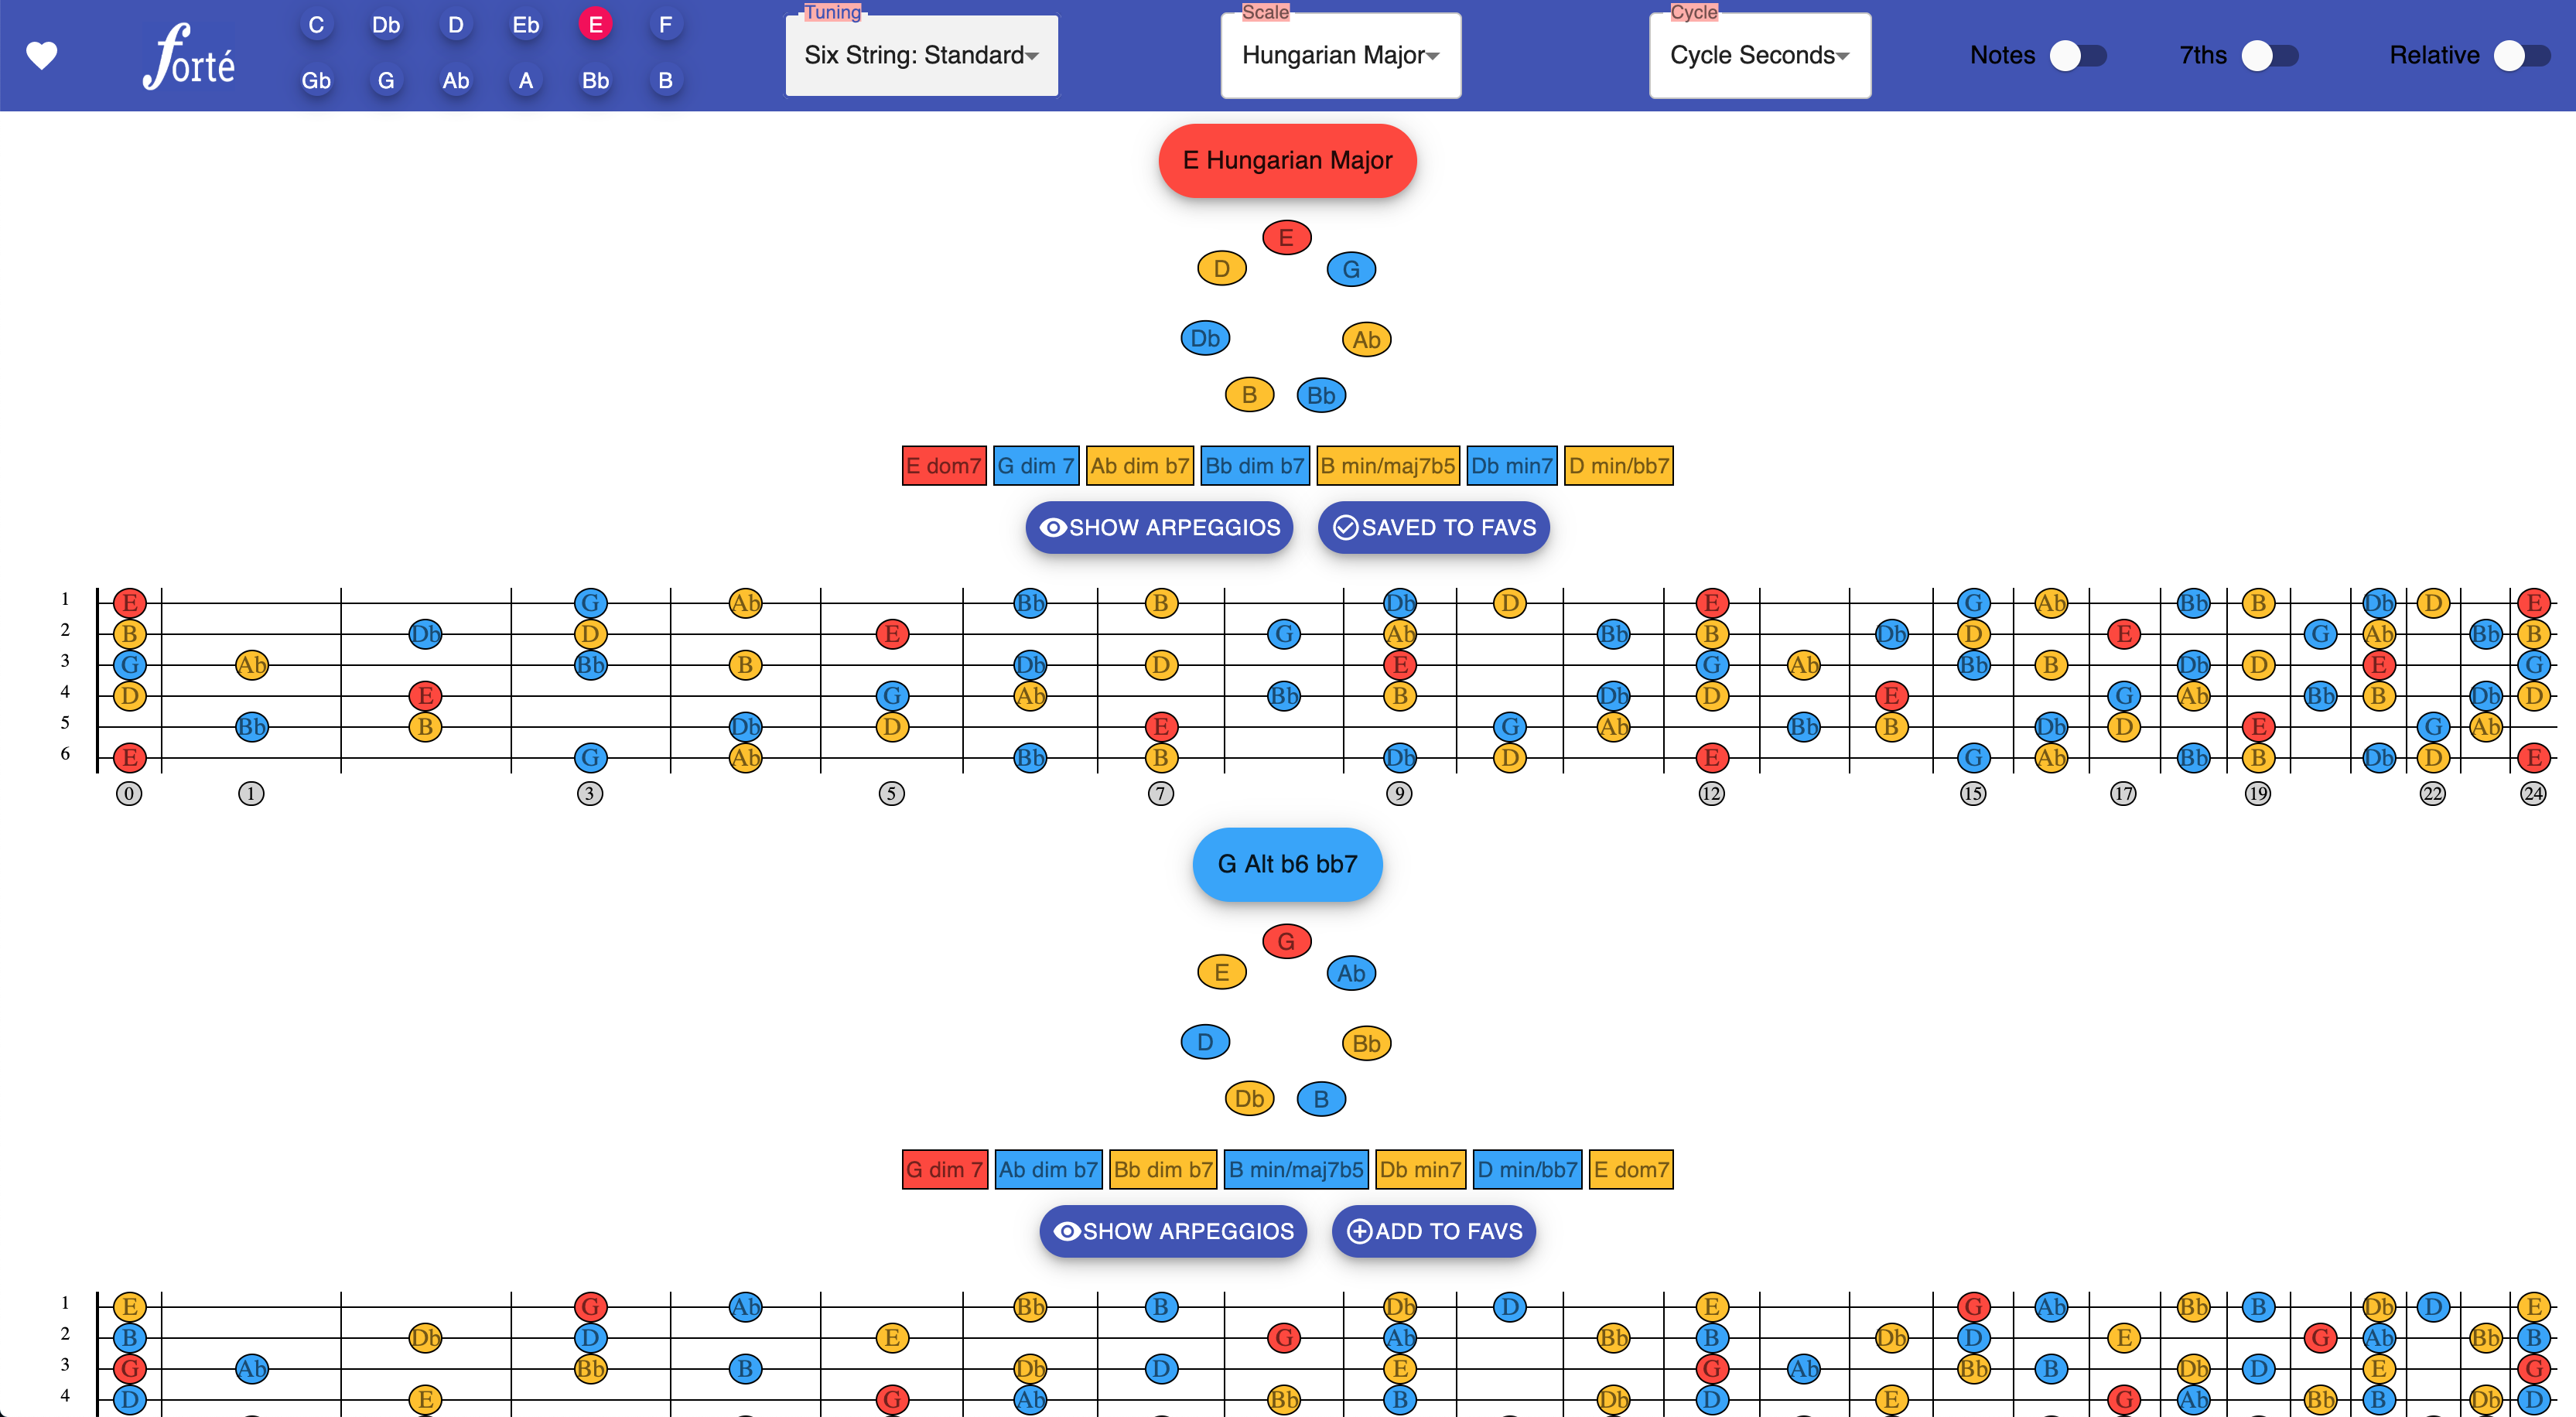 forté
C Db D Eb E F
Gb G Ab A Bb B
Tuning
Six String: Standard
Scale
Hungarian Major
Cycle
Cycle Seconds
Notes
7ths
Relative
E Hungarian Major
E
D G
Db Ab
B Bb
E dom7 G dim 7 Ab dim b7 Bb dim b7 B min/maj7b5 Db min7 D min/bb7
SHOW ARPEGGIOS SAVED TO FAVS
1 E G Ab Bb B Db D E G Ab Bb B Db D E
2 B Db D E G Ab Bb B Db D E G Ab Bb B
3 G Ab Bb B Db D E G Ab Bb B Db D E G
4 D E G Ab Bb B Db D E G Ab Bb B Db D
5 Bb B Db D E G Ab Bb B Db D E G Ab
6 E G Ab Bb B Db D E G Ab Bb B Db D E
0 1 3 5 7 9 12 15 17 19 22 24
G Alt b6 bb7
G
E Ab
D Bb
Db B
G dim 7 Ab dim b7 Bb dim b7 B min/maj7b5 Db min7 D min/bb7 E dom7
SHOW ARPEGGIOS ADD TO FAVS
1 E G Ab Bb B Db D E G Ab Bb B Db D E
2 B Db D E G Ab Bb B Db D E G Ab Bb B
3 G Ab Bb B Db D E G Ab Bb B Db D E G
4 D E G Ab Bb B Db D E G Ab Bb B Db D